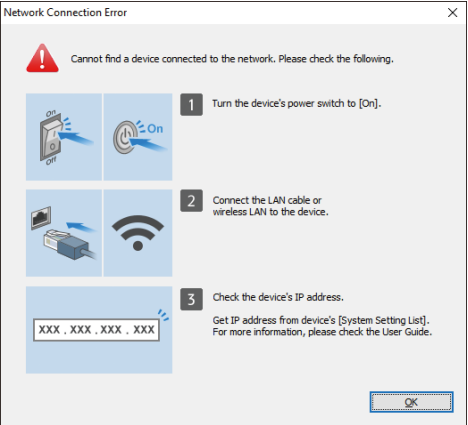 Network Connection Error
Cannot find a device connected to the network. Please check the following.
On
Off
On
1
Turn the device's power switch to [On].
2
Connect the LAN cable or
wireless LAN to the device.
XXX . XXX . XXX . XXX
3
Check the device's IP address.
Get IP address from device's [System Setting List].
For more information, please check the User Guide.
OK